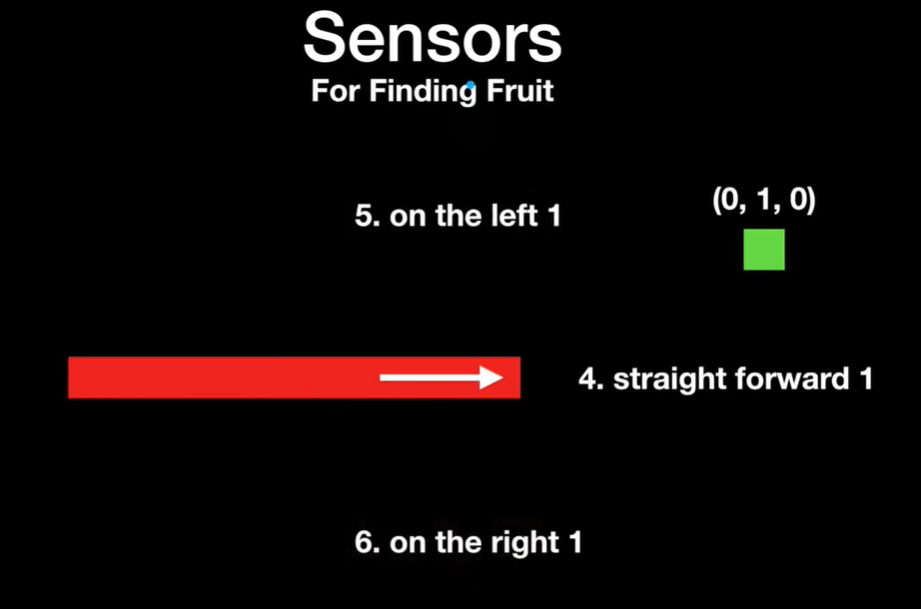 Sensors
For Finding Fruit
(0, 1, 0)
5. on the left 1
4. straight forward 1
6. on the right 1